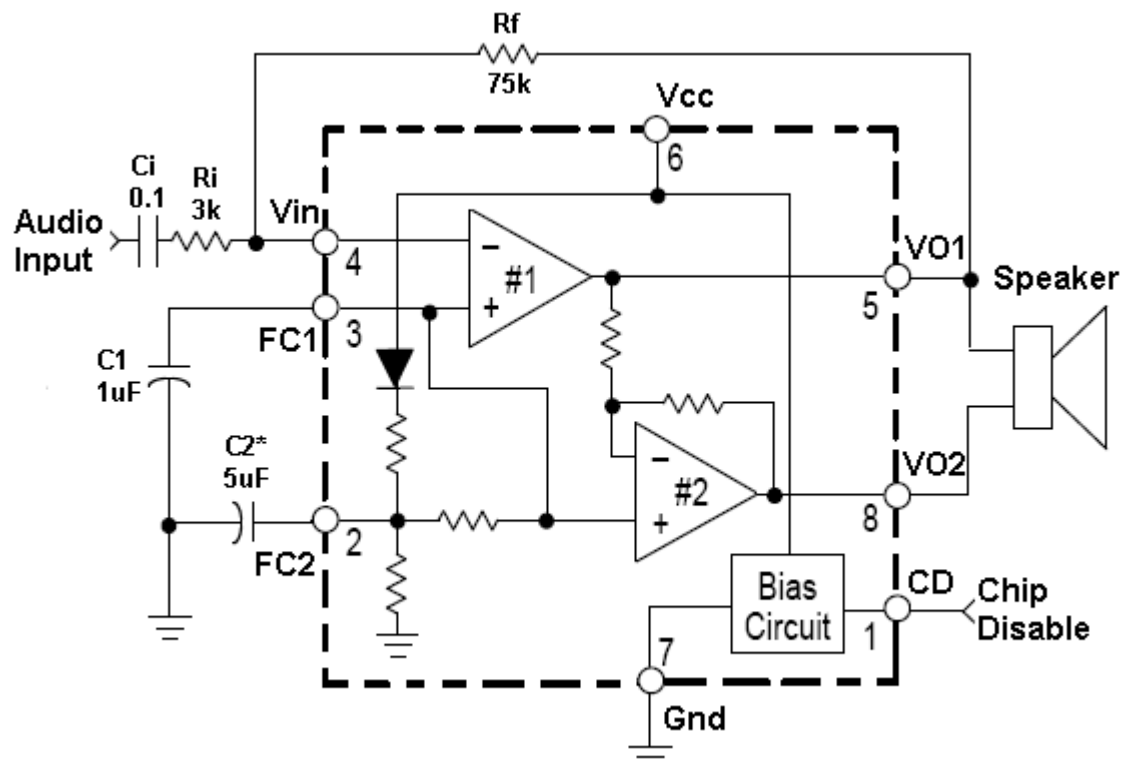 Rf
75k
Vcc
6
Ci
0.1
Ri
3k
Audio
Input
Vin
4
−
#1
+
VO1
5
Speaker
FC1
3
C1
1uF
C2*
5uF
FC2
2
−
#2
+
VO2
8
Bias
Circuit
CD
1
Chip
Disable
7
Gnd